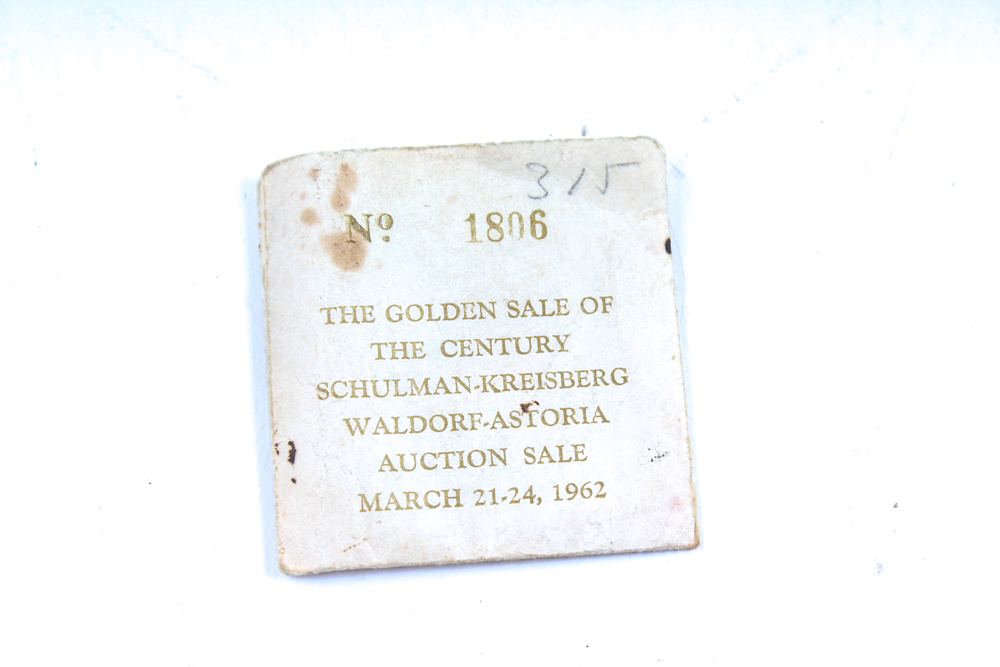 315
Nº 1806
THE GOLDEN SALE OF
THE CENTURY
SCHULMAN-KREISBERG
WALDORF-ASTORIA
AUCTION SALE
MARCH 21-24, 1962